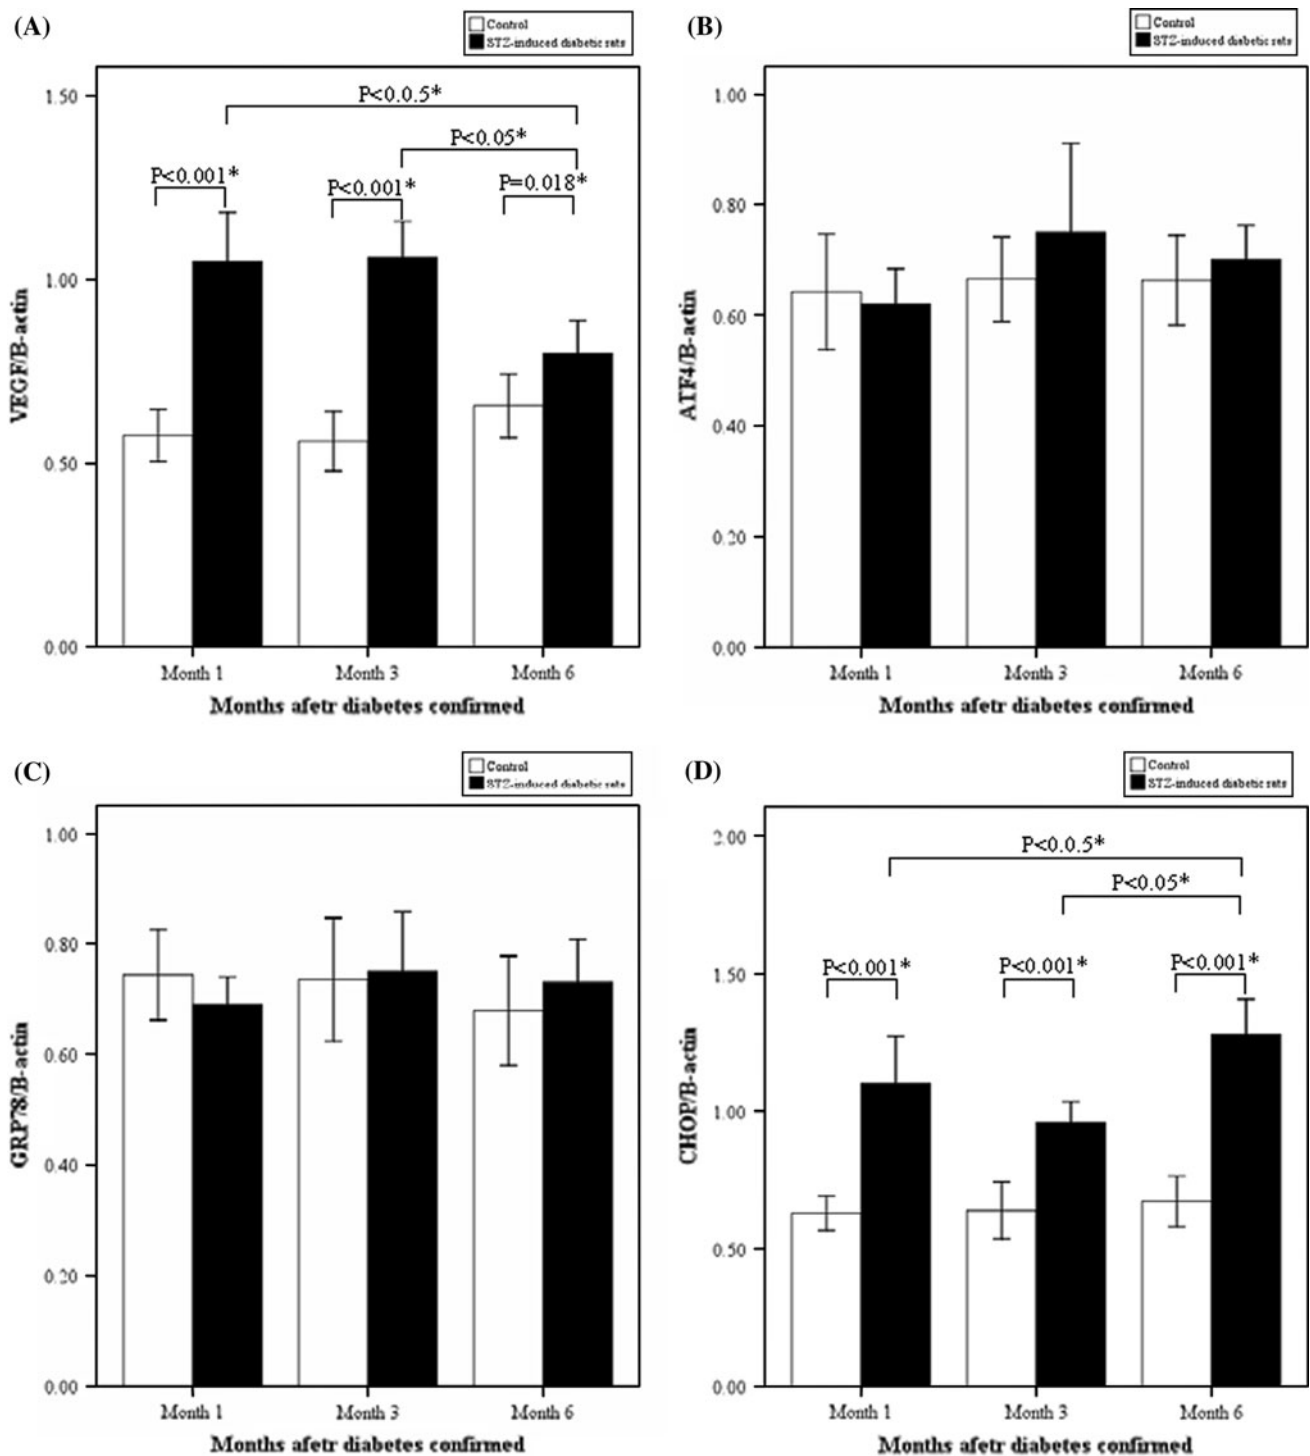 (A)
Control
STZ-induced diabetic rats
1.50
1.00
0.50
0.00
VEGF/B-actin
P<0.0.5*
P<0.05*
P<0.001*
P<0.001*
P=0.018*
Month 1
Month 3
Month 6
Months afetr diabetes confirmed
(B)
Control
STZ-induced diabetic rats
1.00
0.80
0.60
0.40
0.20
0.00
ATF4/B-actin
Month 1
Month 3
Month 6
Months afetr diabetes confirmed
(C)
Control
STZ-induced diabetic rats
1.00
0.80
0.60
0.40
0.20
0.00
GRP78/B-actin
Month 1
Month 3
Month 6
Months afetr diabetes confirmed
(D)
Control
STZ-induced diabetic rats
2.00
1.50
1.00
0.50
0.00
CHOP/B-actin
P<0.0.5*
P<0.05*
P<0.001*
P<0.001*
P<0.001*
Month 1
Month 3
Month 6
Months afetr diabetes confirmed